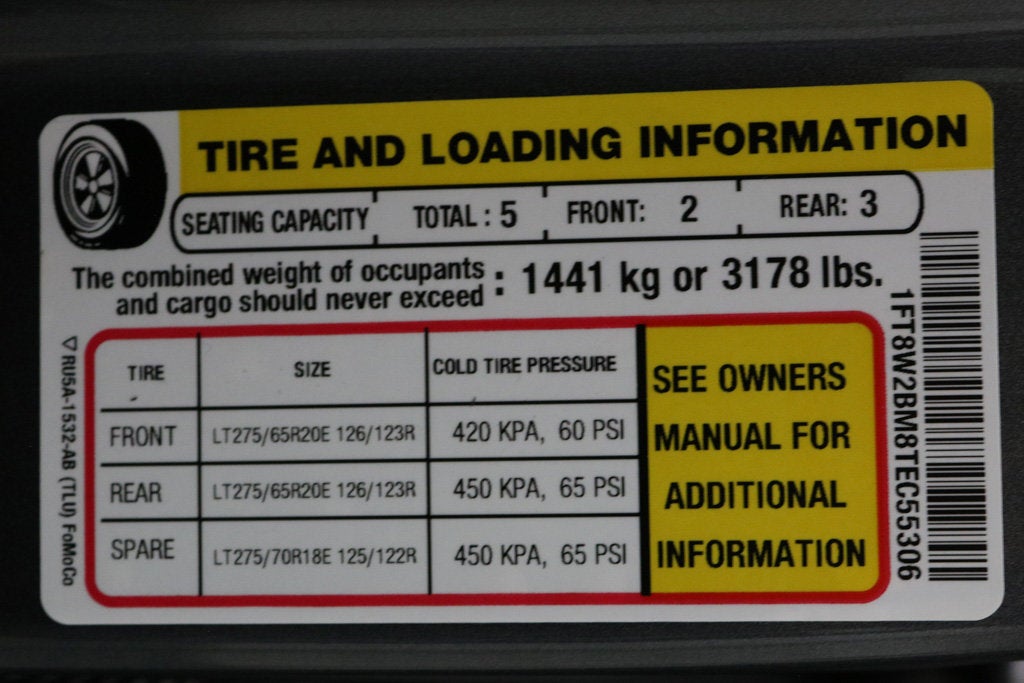 TIRE AND LOADING INFORMATION
SEATING CAPACITY TOTAL : 5 FRONT: 2 REAR: 3
The combined weight of occupants
and cargo should never exceed : 1441 kg or 3178 lbs.
TIRE SIZE COLD TIRE PRESSURE
FRONT LT275/65R20E 126/123R 420 KPA, 60 PSI
REAR LT275/65R20E 126/123R 450 KPA, 65 PSI
SPARE LT275/70R18E 125/122R 450 KPA, 65 PSI
SEE OWNERS
MANUAL FOR
ADDITIONAL
INFORMATION
1FT8W2BM8TEC55306
▽ RU5A-1532-AB (TLU) FoMoCo